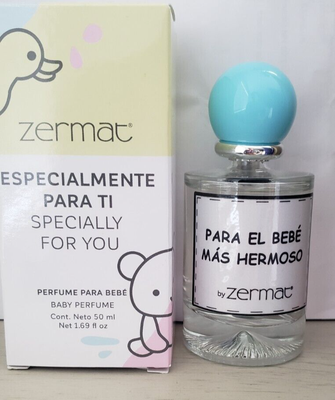 zermat®
ESPECIALMENTE
PARA TI
SPECIALLY
FOR YOU
PERFUME PARA BEBÉ
BABY PERFUME
Cont. Neto 50 ml
Net 1.69 fl oz
PARA EL BEBÉ
MÁS HERMOSO
by zermat®